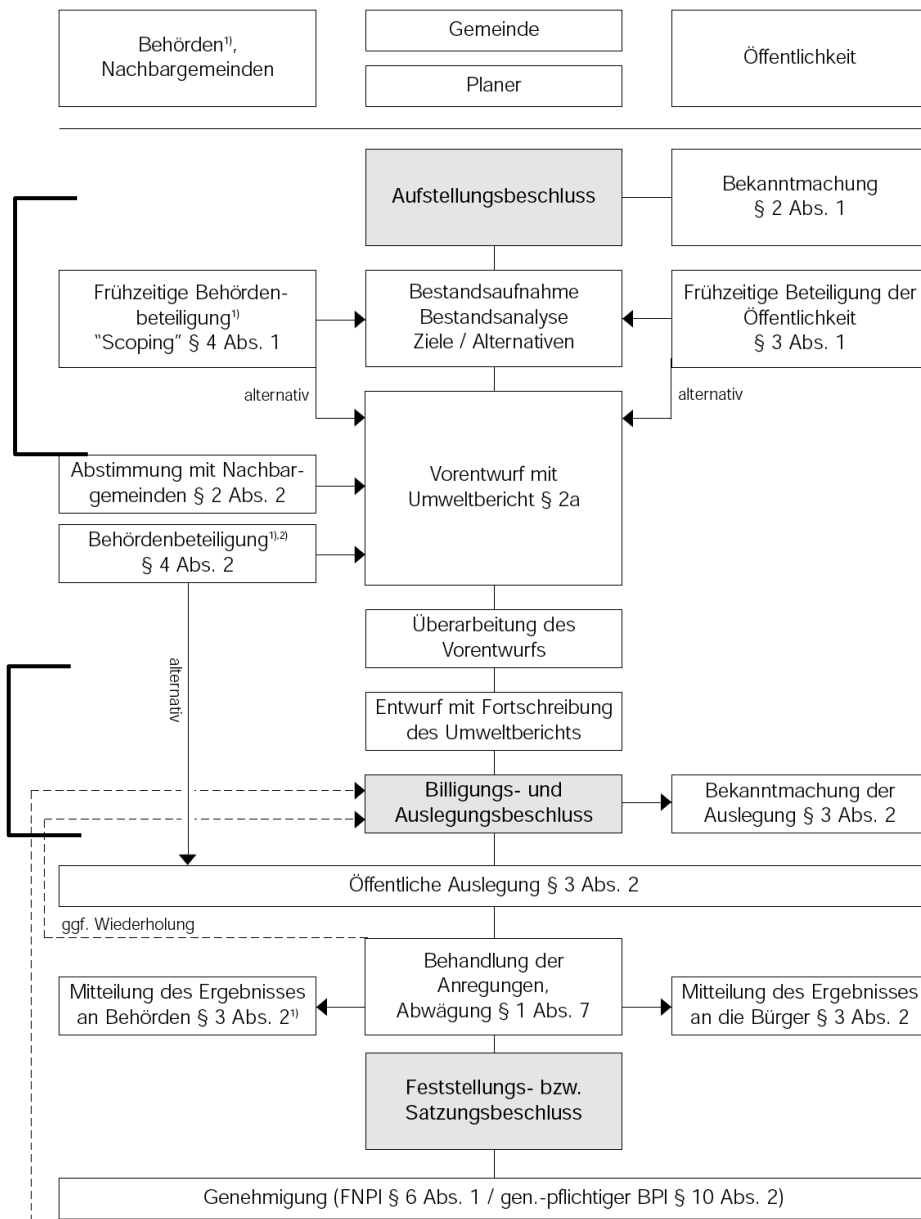 Behörden¹⁾,
Nachbargemeinden
Gemeinde
Planer
Öffentlichkeit
Aufstellungsbeschluss
Bekanntmachung
§ 2 Abs. 1
Frühzeitige Behörden-
beteiligung¹⁾
"Scoping" § 4 Abs. 1
Bestandsaufnahme
Bestandsanalyse
Ziele / Alternativen
Frühzeitige Beteiligung der
Öffentlichkeit
§ 3 Abs. 1
alternativ
alternativ
Abstimmung mit Nachbar-
gemeinden § 2 Abs. 2
Vorentwurf mit
Umweltbericht § 2a
Behördenbeteiligung¹⁾,²⁾
§ 4 Abs. 2
alternativ
Überarbeitung des
Vorentwurfs
Entwurf mit Fortschreibung
des Umweltberichts
Billigungs- und
Auslegungsbeschluss
Bekanntmachung der
Auslegung § 3 Abs. 2
Öffentliche Auslegung § 3 Abs. 2
ggf. Wiederholung
Behandlung der
Anregungen,
Abwägung § 1 Abs. 7
Mitteilung des Ergebnisses
an Behörden § 3 Abs. 2¹⁾
Mitteilung des Ergebnisses
an die Bürger § 3 Abs. 2
Feststellungs- bzw.
Satzungsbeschluss
Genehmigung (FNPl § 6 Abs. 1 / gen.-pflichtiger BPl § 10 Abs. 2)